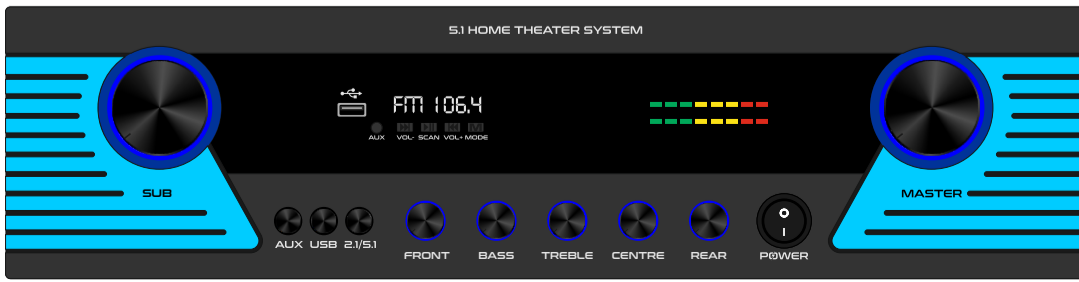 5.1 HOME THEATER SYSTEM
FM 106.4
AUX VOL- SCAN VOL+ MODE
SUB
MASTER
AUX USB 2.1/5.1
FRONT BASS TREBLE CENTRE REAR POWER